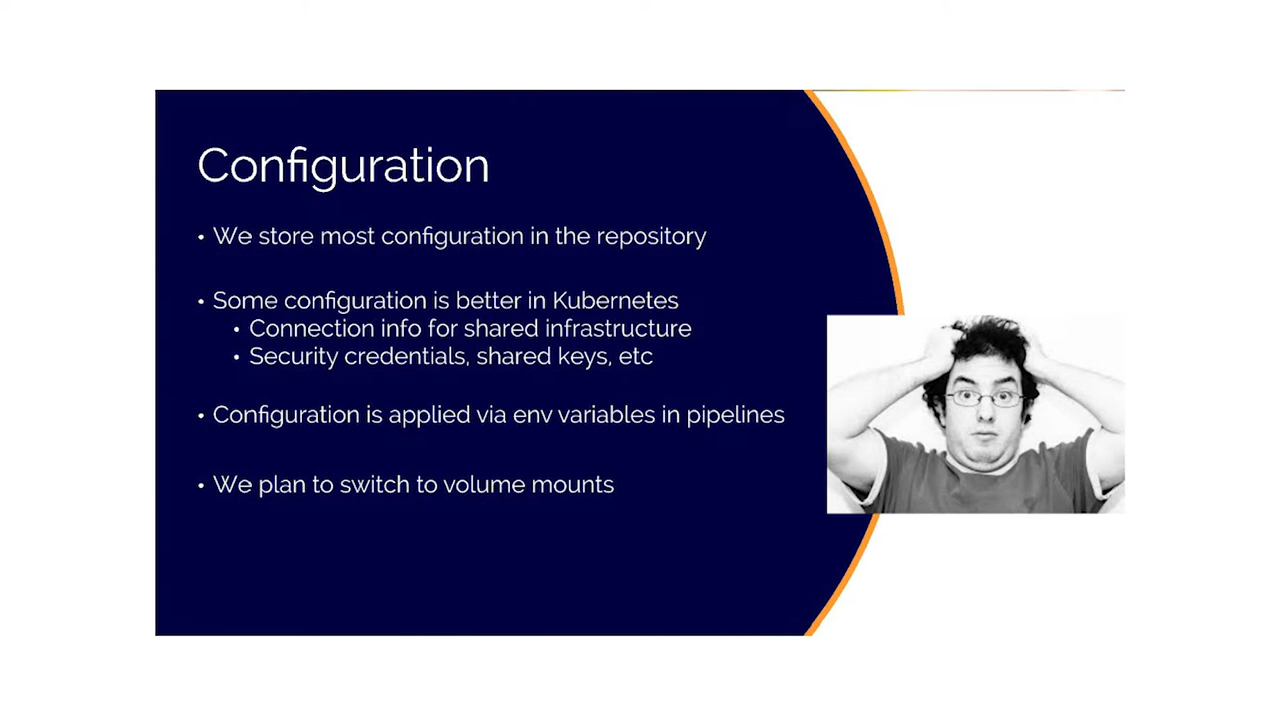 Configuration
• We store most configuration in the repository
• Some configuration is better in Kubernetes
• Connection info for shared infrastructure
• Security credentials, shared keys, etc
• Configuration is applied via env variables in pipelines
• We plan to switch to volume mounts